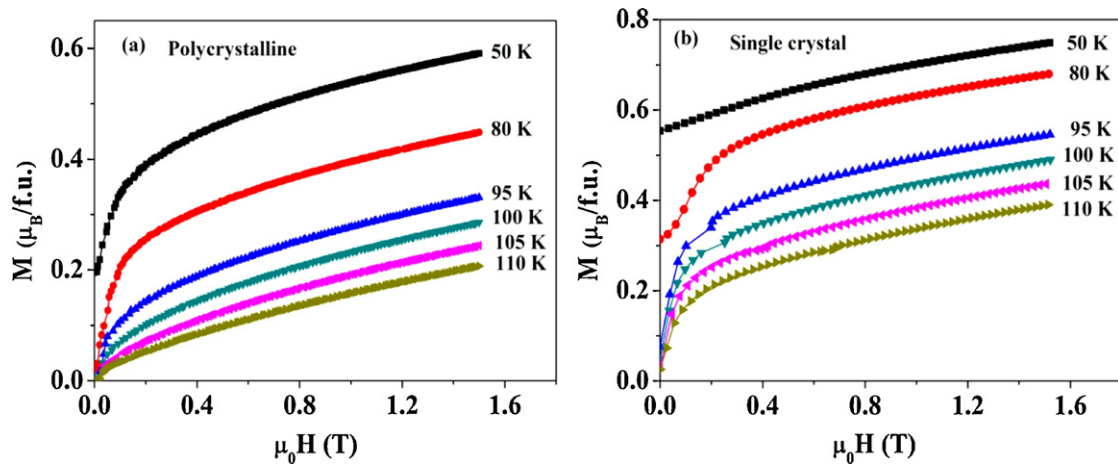 (a) Polycrystalline
50 K
80 K
95 K
100 K
105 K
110 K
0.6
0.4
0.2
0.0
0.0 0.4 0.8 1.2 1.6
M (μB/f.u.)
μ0H (T)
(b) Single crystal
50 K
80 K
95 K
100 K
105 K
110 K
0.8
0.6
0.4
0.2
0.0
0.0 0.4 0.8 1.2 1.6
M (μB/f.u.)
μ0H (T)